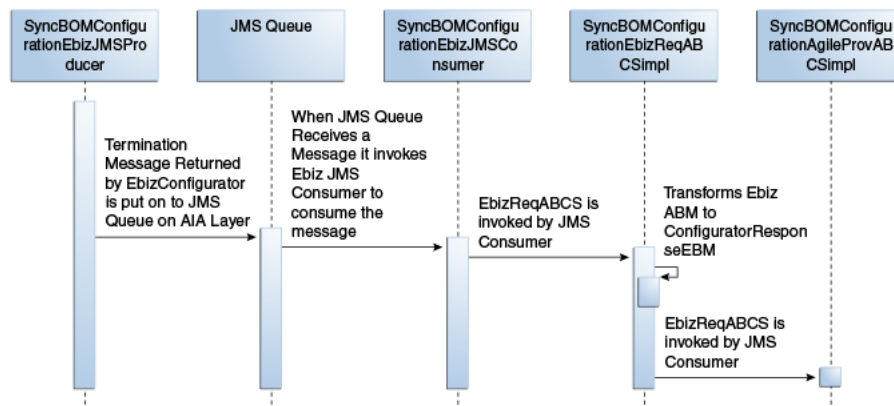 SyncBOMConfigu
rationEbizJMSPro
ducer
JMS Queue
SyncBOMConfigu
rationEbizJMSCo
nsumer
SyncBOMConfigu
rationEbizReqAB
CSimpl
SyncBOMConfigu
rationAgileProvAB
CSimpl
Termination
Message Returned
by EbizConfigurator
is put on to JMS
Queue on AIA Layer
When JMS Queue
Receives a
Message it invokes
Ebiz JMS
Consumer to
consume the
message
EbizReqABCS is
invoked by JMS
Consumer
Transforms Ebiz
ABM to
ConfiguratorRespon
seEBM
EbizReqABCS is
invoked by JMS
Consumer